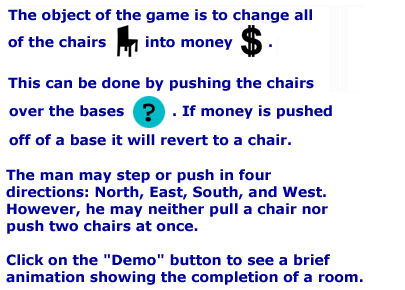 The object of the game is to change all
of the chairs into money $ .
This can be done by pushing the chairs
over the bases ? . If money is pushed
off of a base it will revert to a chair.
The man may step or push in four
directions: North, East, South, and West.
However, he may neither pull a chair nor
push two chairs at once.
Click on the "Demo" button to see a brief
animation showing the completion of a room.